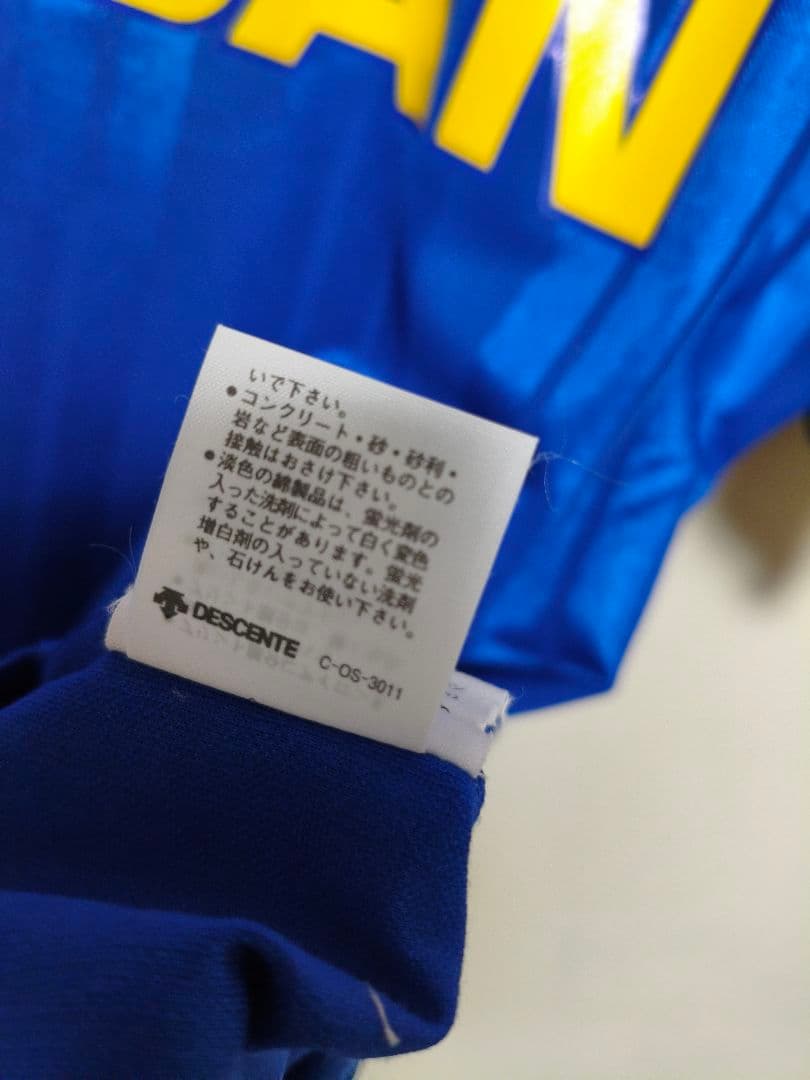 PAN
いで下さい。
●コンクリート・砂・砂利・
岩など表面の粗いものとの
接触はおさけ下さい。
●淡色の綿製品は、蛍光剤の
入った洗剤によって白く変色
することがあります。蛍光
増白剤の入っていない洗剤
や、石けんをお使い下さい。
DESCENTE C-OS-3011